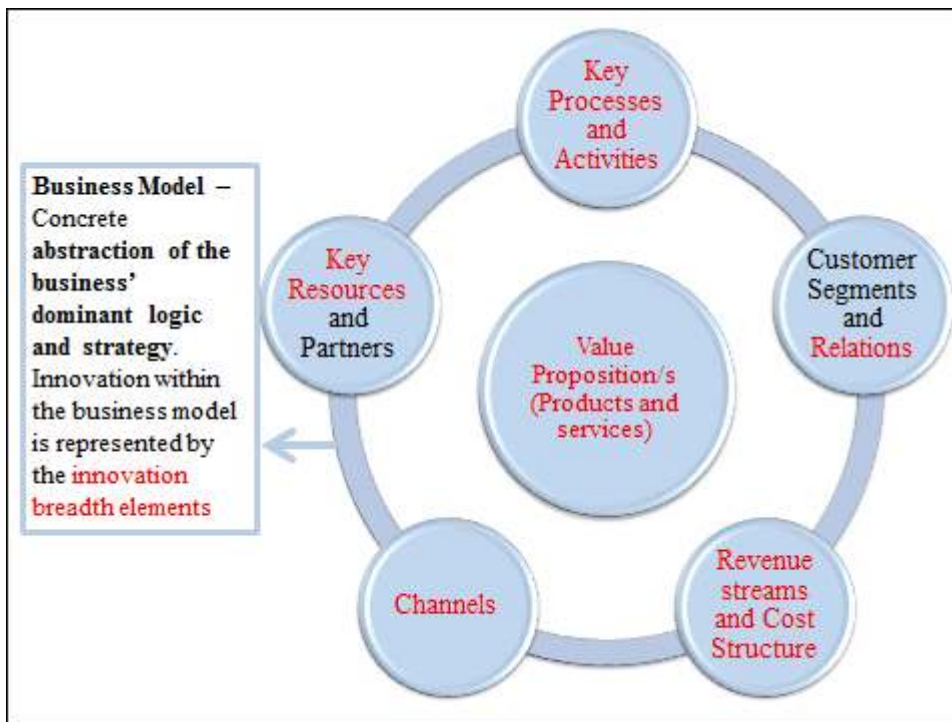 Business Model –
Concrete
abstraction of the
business’
dominant logic
and strategy.
Innovation within
the business model
is represented by
the innovation
breadth elements
Key
Processes
and
Activities
Customer
Segments
and
Relations
Revenue
streams
and Cost
Structure
Channels
Key
Resources
and
Partners
Value
Proposition/s
(Products and
services)